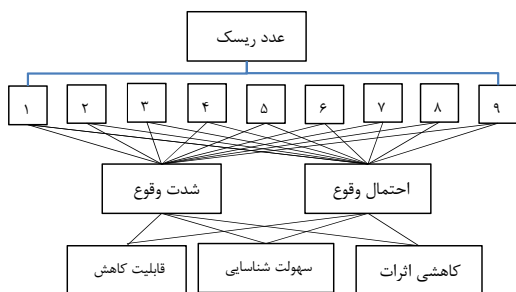 عدد ریسک
۱ ۲ ۳ ۴ ۵ ۶ ۷ ۸ ۹
شدت وقوع احتمال وقوع
قابلیت کاهش سهولت شناسایی کاهشی اثرات